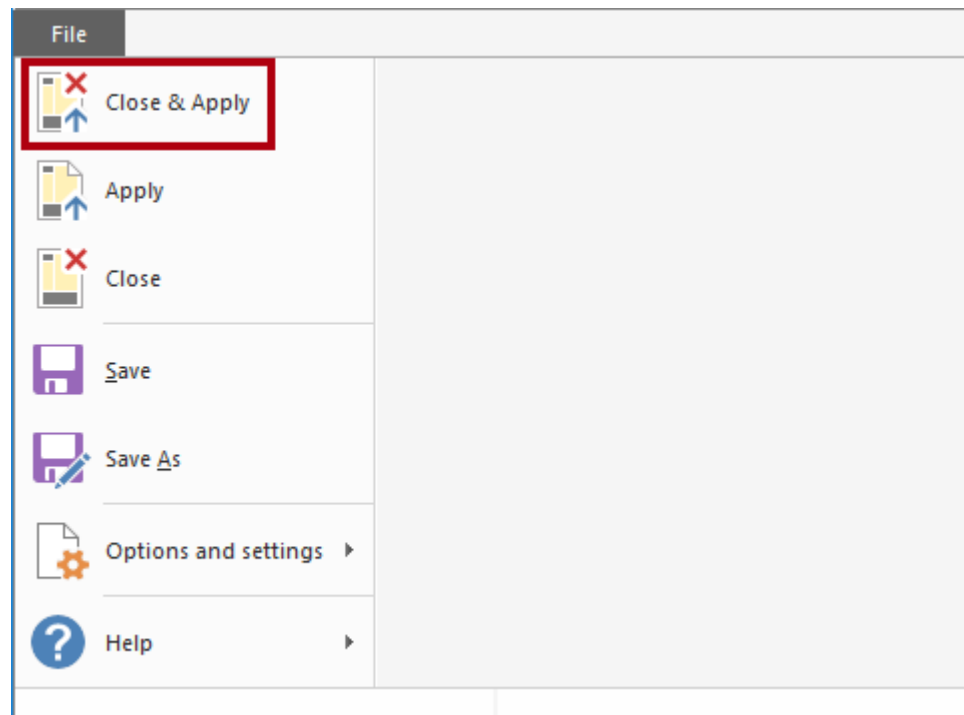 File
Close & Apply
Apply
Close
Save
Save As
Options and settings
Help